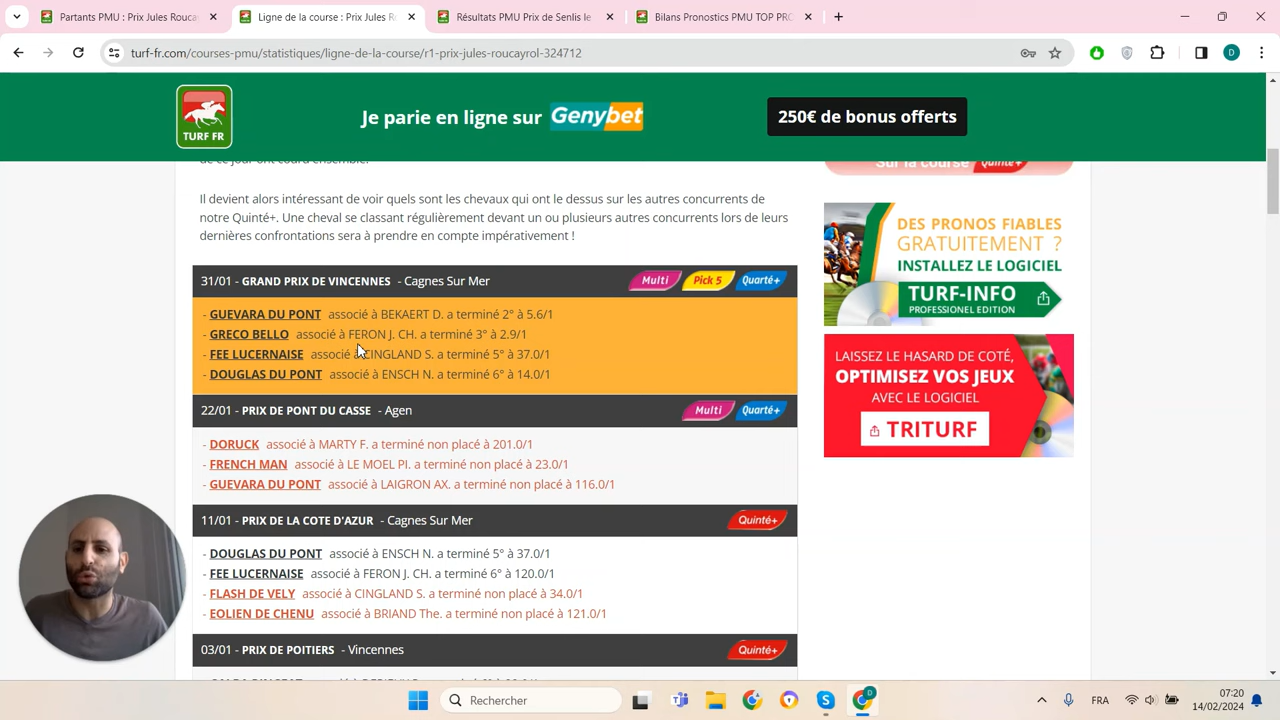 Partants PMU : Prix Jules Rouca
Ligne de la course : Prix Jules R
Résultats PMU Prix de Senlis le
Bilans Pronostics PMU TOP PRO
turf-fr.com/courses-pmu/statistiques/ligne-de-la-course/r1-prix-jules-roucayrol-324712
D
TURF FR
Je parie en ligne sur Genybet
250€ de bonus offerts
de ce jour ont couru ensemble.
Sur la course Quinté+
Il devient alors intéressant de voir quels sont les chevaux qui ont le dessus sur les autres concurrents de
notre Quinté+. Une cheval se classant régulièrement devant un ou plusieurs autres concurrents lors de leurs
dernières confrontations sera à prendre en compte impérativement !
DES PRONOS FIABLES
GRATUITEMENT ?
INSTALLEZ LE LOGICIEL
TURF-INFO
PROFESIONNEL EDITION
31/01 - GRAND PRIX DE VINCENNES - Cagnes Sur Mer
Multi Pick 5 Quarté+
- GUEVARA DU PONT associé à BEKAERT D. a terminé 2° à 5.6/1
- GRECO BELLO associé à FERON J. CH. a terminé 3° à 2.9/1
- FEE LUCERNAISE associé à CINGLAND S. a terminé 5° à 37.0/1
- DOUGLAS DU PONT associé à ENSCH N. a terminé 6° à 14.0/1
LAISSEZ LE HASARD DE COTÉ,
OPTIMISEZ VOS JEUX
AVEC LE LOGICIEL
TRITURF
22/01 - PRIX DE PONT DU CASSE - Agen
Multi Quarté+
- DORUCK associé à MARTY F. a terminé non placé à 201.0/1
- FRENCH MAN associé à LE MOEL PI. a terminé non placé à 23.0/1
- GUEVARA DU PONT associé à LAIGRON AX. a terminé non placé à 116.0/1
11/01 - PRIX DE LA COTE D'AZUR - Cagnes Sur Mer
Quinté+
- DOUGLAS DU PONT associé à ENSCH N. a terminé 5° à 37.0/1
- FEE LUCERNAISE associé à FERON J. CH. a terminé 6° à 120.0/1
- FLASH DE VELY associé à CINGLAND S. a terminé non placé à 34.0/1
- EOLIEN DE CHENU associé à BRIAND The. a terminé non placé à 121.0/1
03/01 - PRIX DE POITIERS - Vincennes
Quinté+
Rechercher
D
FRA
07:20
14/02/2024